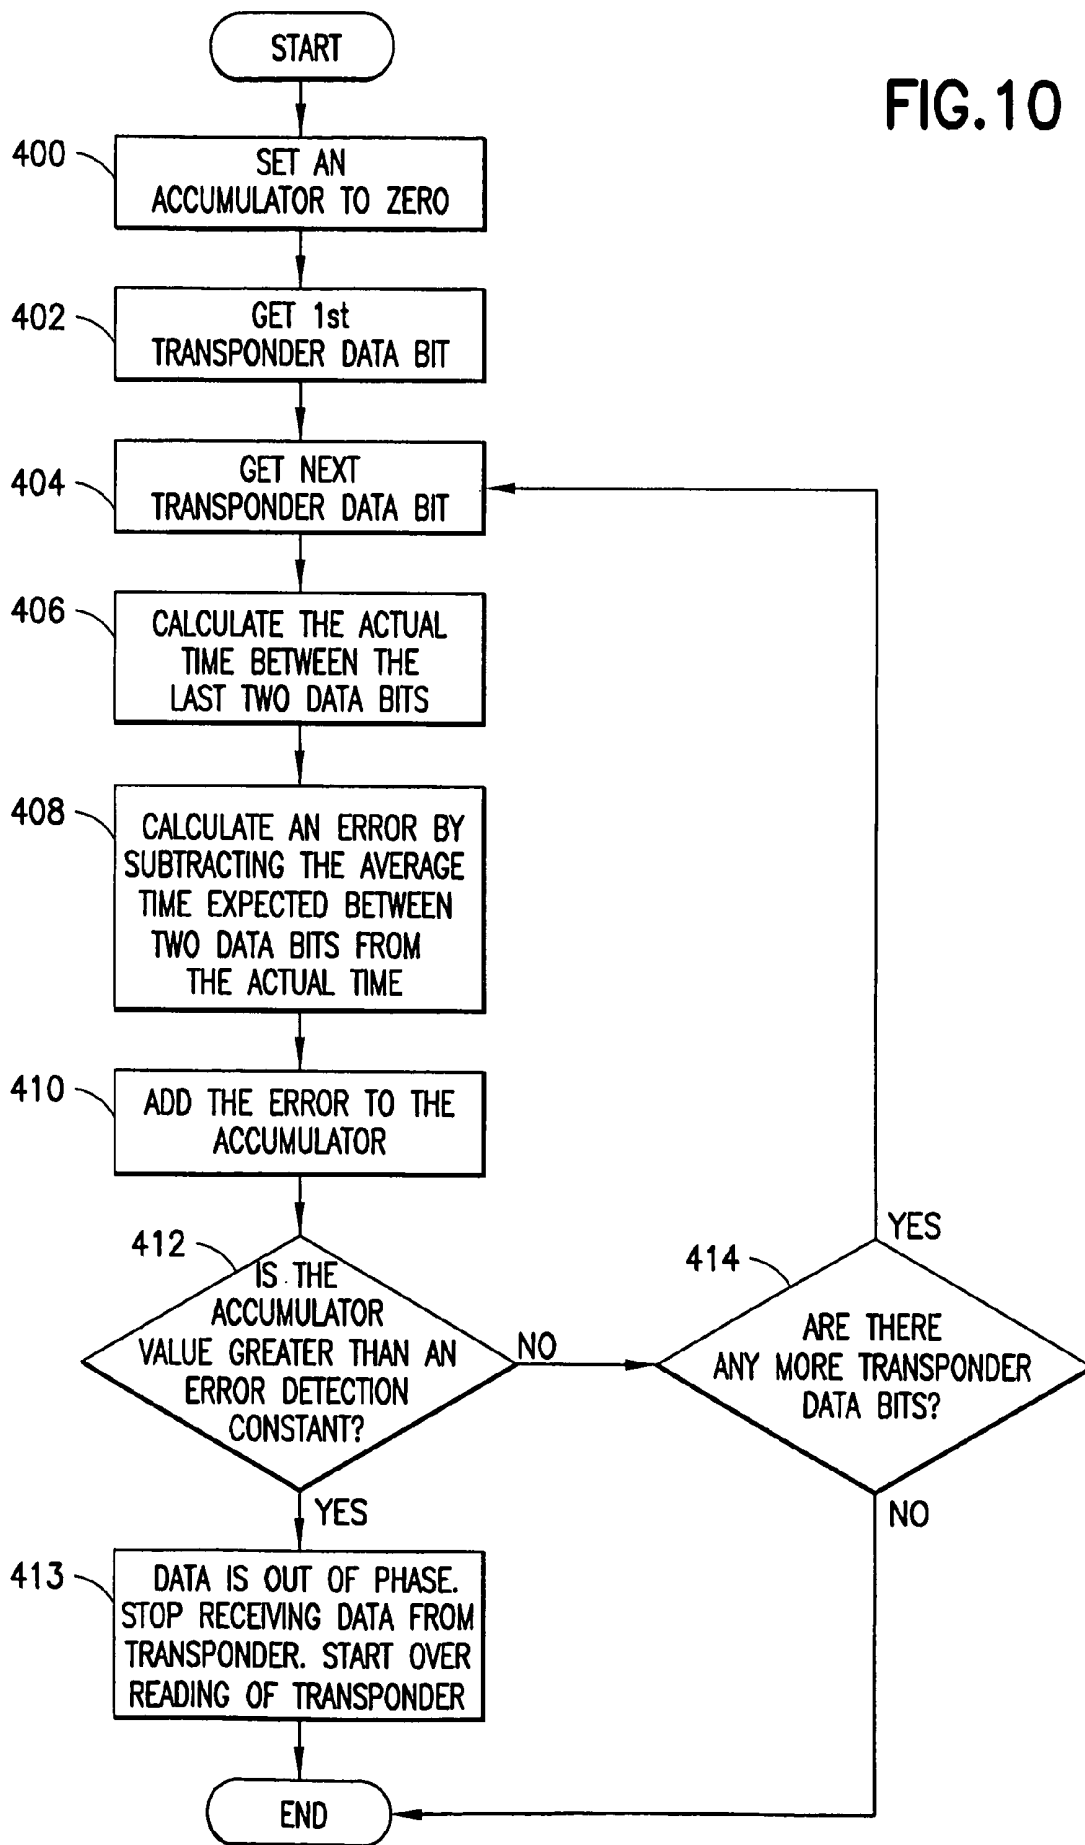 START
FIG.10
400
SET AN
ACCUMULATOR TO ZERO
402
GET 1st
TRANSPONDER DATA BIT
404
GET NEXT
TRANSPONDER DATA BIT
406
CALCULATE THE ACTUAL
TIME BETWEEN THE
LAST TWO DATA BITS
408
CALCULATE AN ERROR BY
SUBTRACTING THE AVERAGE
TIME EXPECTED BETWEEN
TWO DATA BITS FROM
THE ACTUAL TIME
410
ADD THE ERROR TO THE
ACCUMULATOR
412
IS THE
ACCUMULATOR
VALUE GREATER THAN AN
ERROR DETECTION
CONSTANT?
NO
YES
414
YES
ARE THERE
ANY MORE TRANSPONDER
DATA BITS?
NO
413
DATA IS OUT OF PHASE.
STOP RECEIVING DATA FROM
TRANSPONDER. START OVER
READING OF TRANSPONDER
END